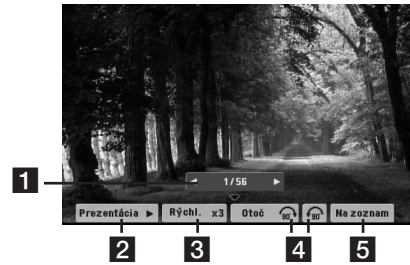 1 ◄ 1/56 ►
Prezentácia ► Rýchl. x3 Otoč 90° 90° Na zoznam
2 3 4 5